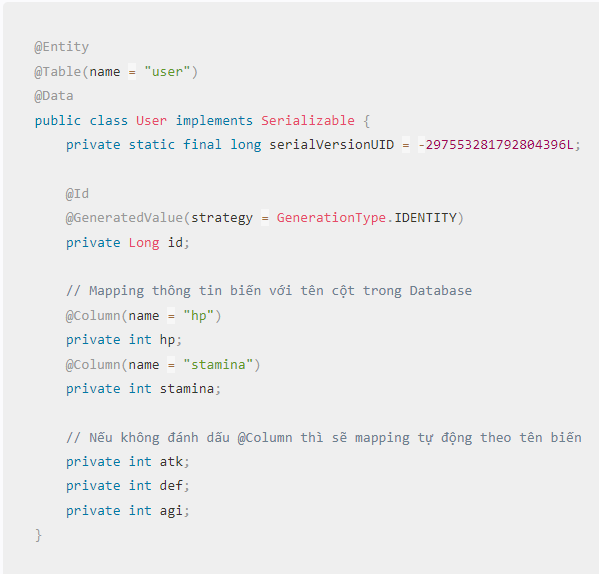 @Entity
@Table(name = "user")
@Data
public class User implements Serializable {
    private static final long serialVersionUID = -297553281792804396L;

    @Id
    @GeneratedValue(strategy = GenerationType.IDENTITY)
    private Long id;

    // Mapping thông tin biến với tên cột trong Database
    @Column(name = "hp")
    private int hp;
    @Column(name = "stamina")
    private int stamina;

    // Nếu không đánh dấu @Column thì sẽ mapping tự động theo tên biến
    private int atk;
    private int def;
    private int agi;
}